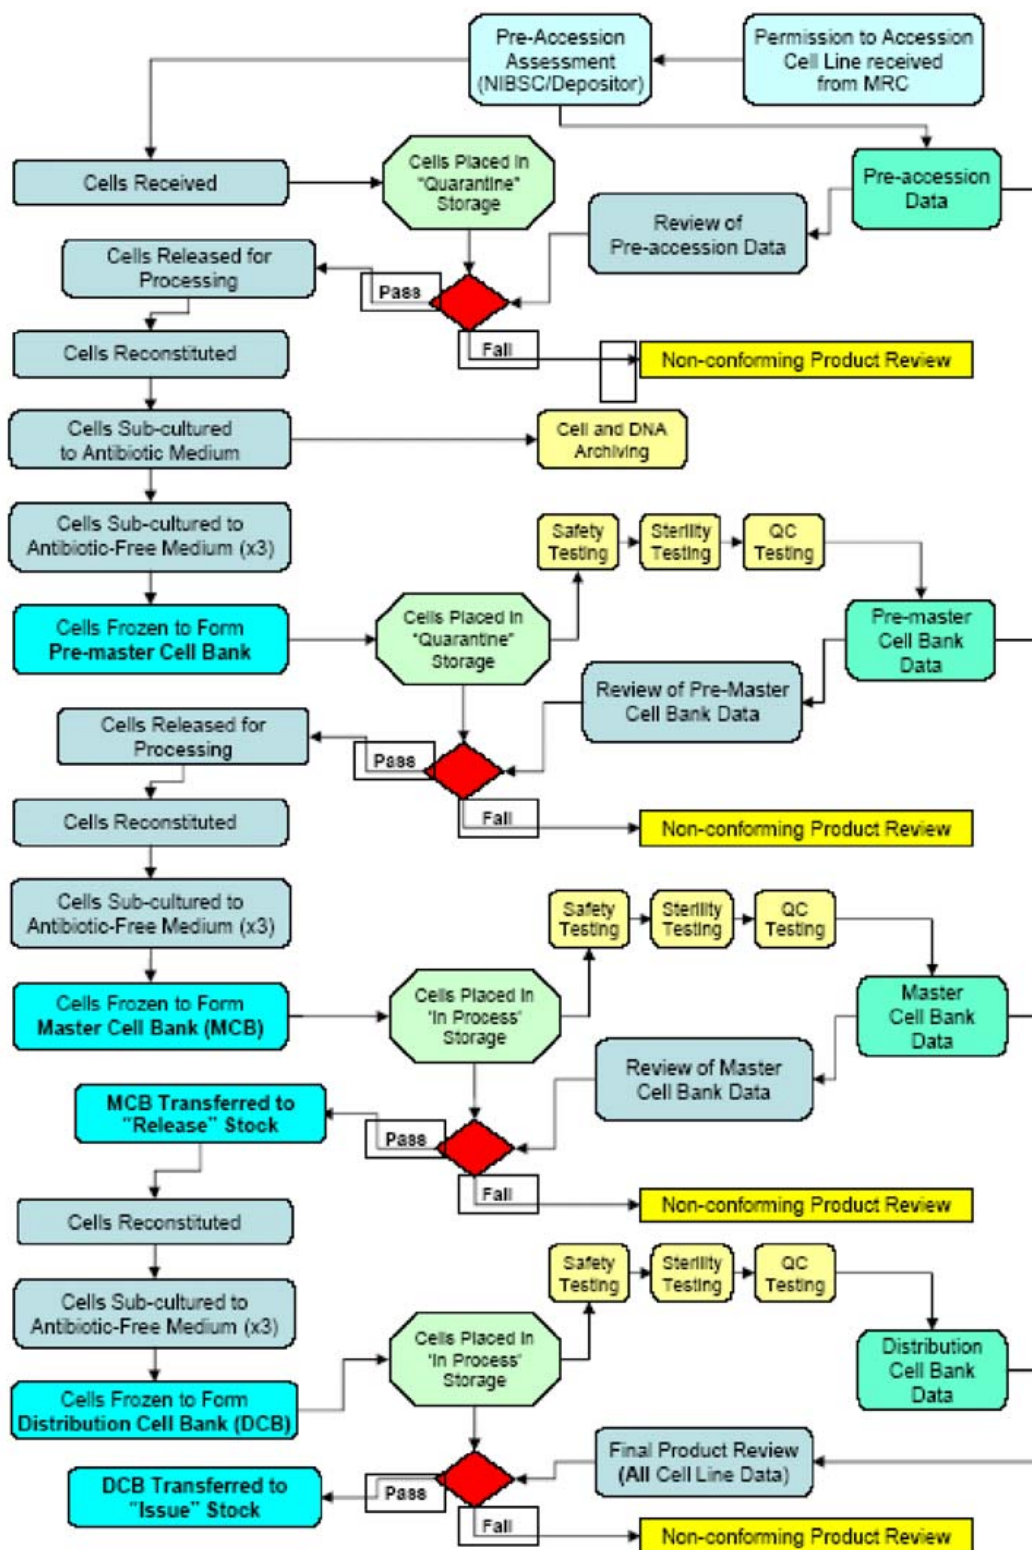 Pre-Accession
Assessment
(NIBSC/Depositor)
Permission to Accession
Cell Line received
from MRC
Cells Received
Cells Placed In
"Quarantine"
Storage
Pre-accession
Data
Review of
Pre-accession Data
Cells Released for
Processing
Pass
Fail
Non-conforming Product Review
Cells Reconstituted
Cells Sub-cultured
to Antibiotic Medium
Cell and DNA
Archiving
Cells Sub-cultured to
Antibiotic-Free Medium (x3)
Safety
Testing
Sterility
Testing
QC
Testing
Cells Frozen to Form
Pre-master Cell Bank
Cells Placed In
"Quarantine"
Storage
Pre-master
Cell Bank
Data
Review of Pre-Master
Cell Bank Data
Cells Released for
Processing
Pass
Fail
Non-conforming Product Review
Cells Reconstituted
Cells Sub-cultured to
Antibiotic-Free Medium (x3)
Safety
Testing
Sterility
Testing
QC
Testing
Cells Frozen to Form
Master Cell Bank (MCB)
Cells Placed In
'In Process'
Storage
Master
Cell Bank
Data
Review of Master
Cell Bank Data
MCB Transferred to
"Release" Stock
Pass
Fail
Non-conforming Product Review
Cells Reconstituted
Cells Sub-cultured to
Antibiotic-Free Medium (x3)
Safety
Testing
Sterility
Testing
QC
Testing
Cells Frozen to Form
Distribution Cell Bank (DCB)
Cells Placed In
'In Process'
Storage
Distribution
Cell Bank
Data
Final Product Review
(All Cell Line Data)
DCB Transferred to
"Issue" Stock
Pass
Fail
Non-conforming Product Review